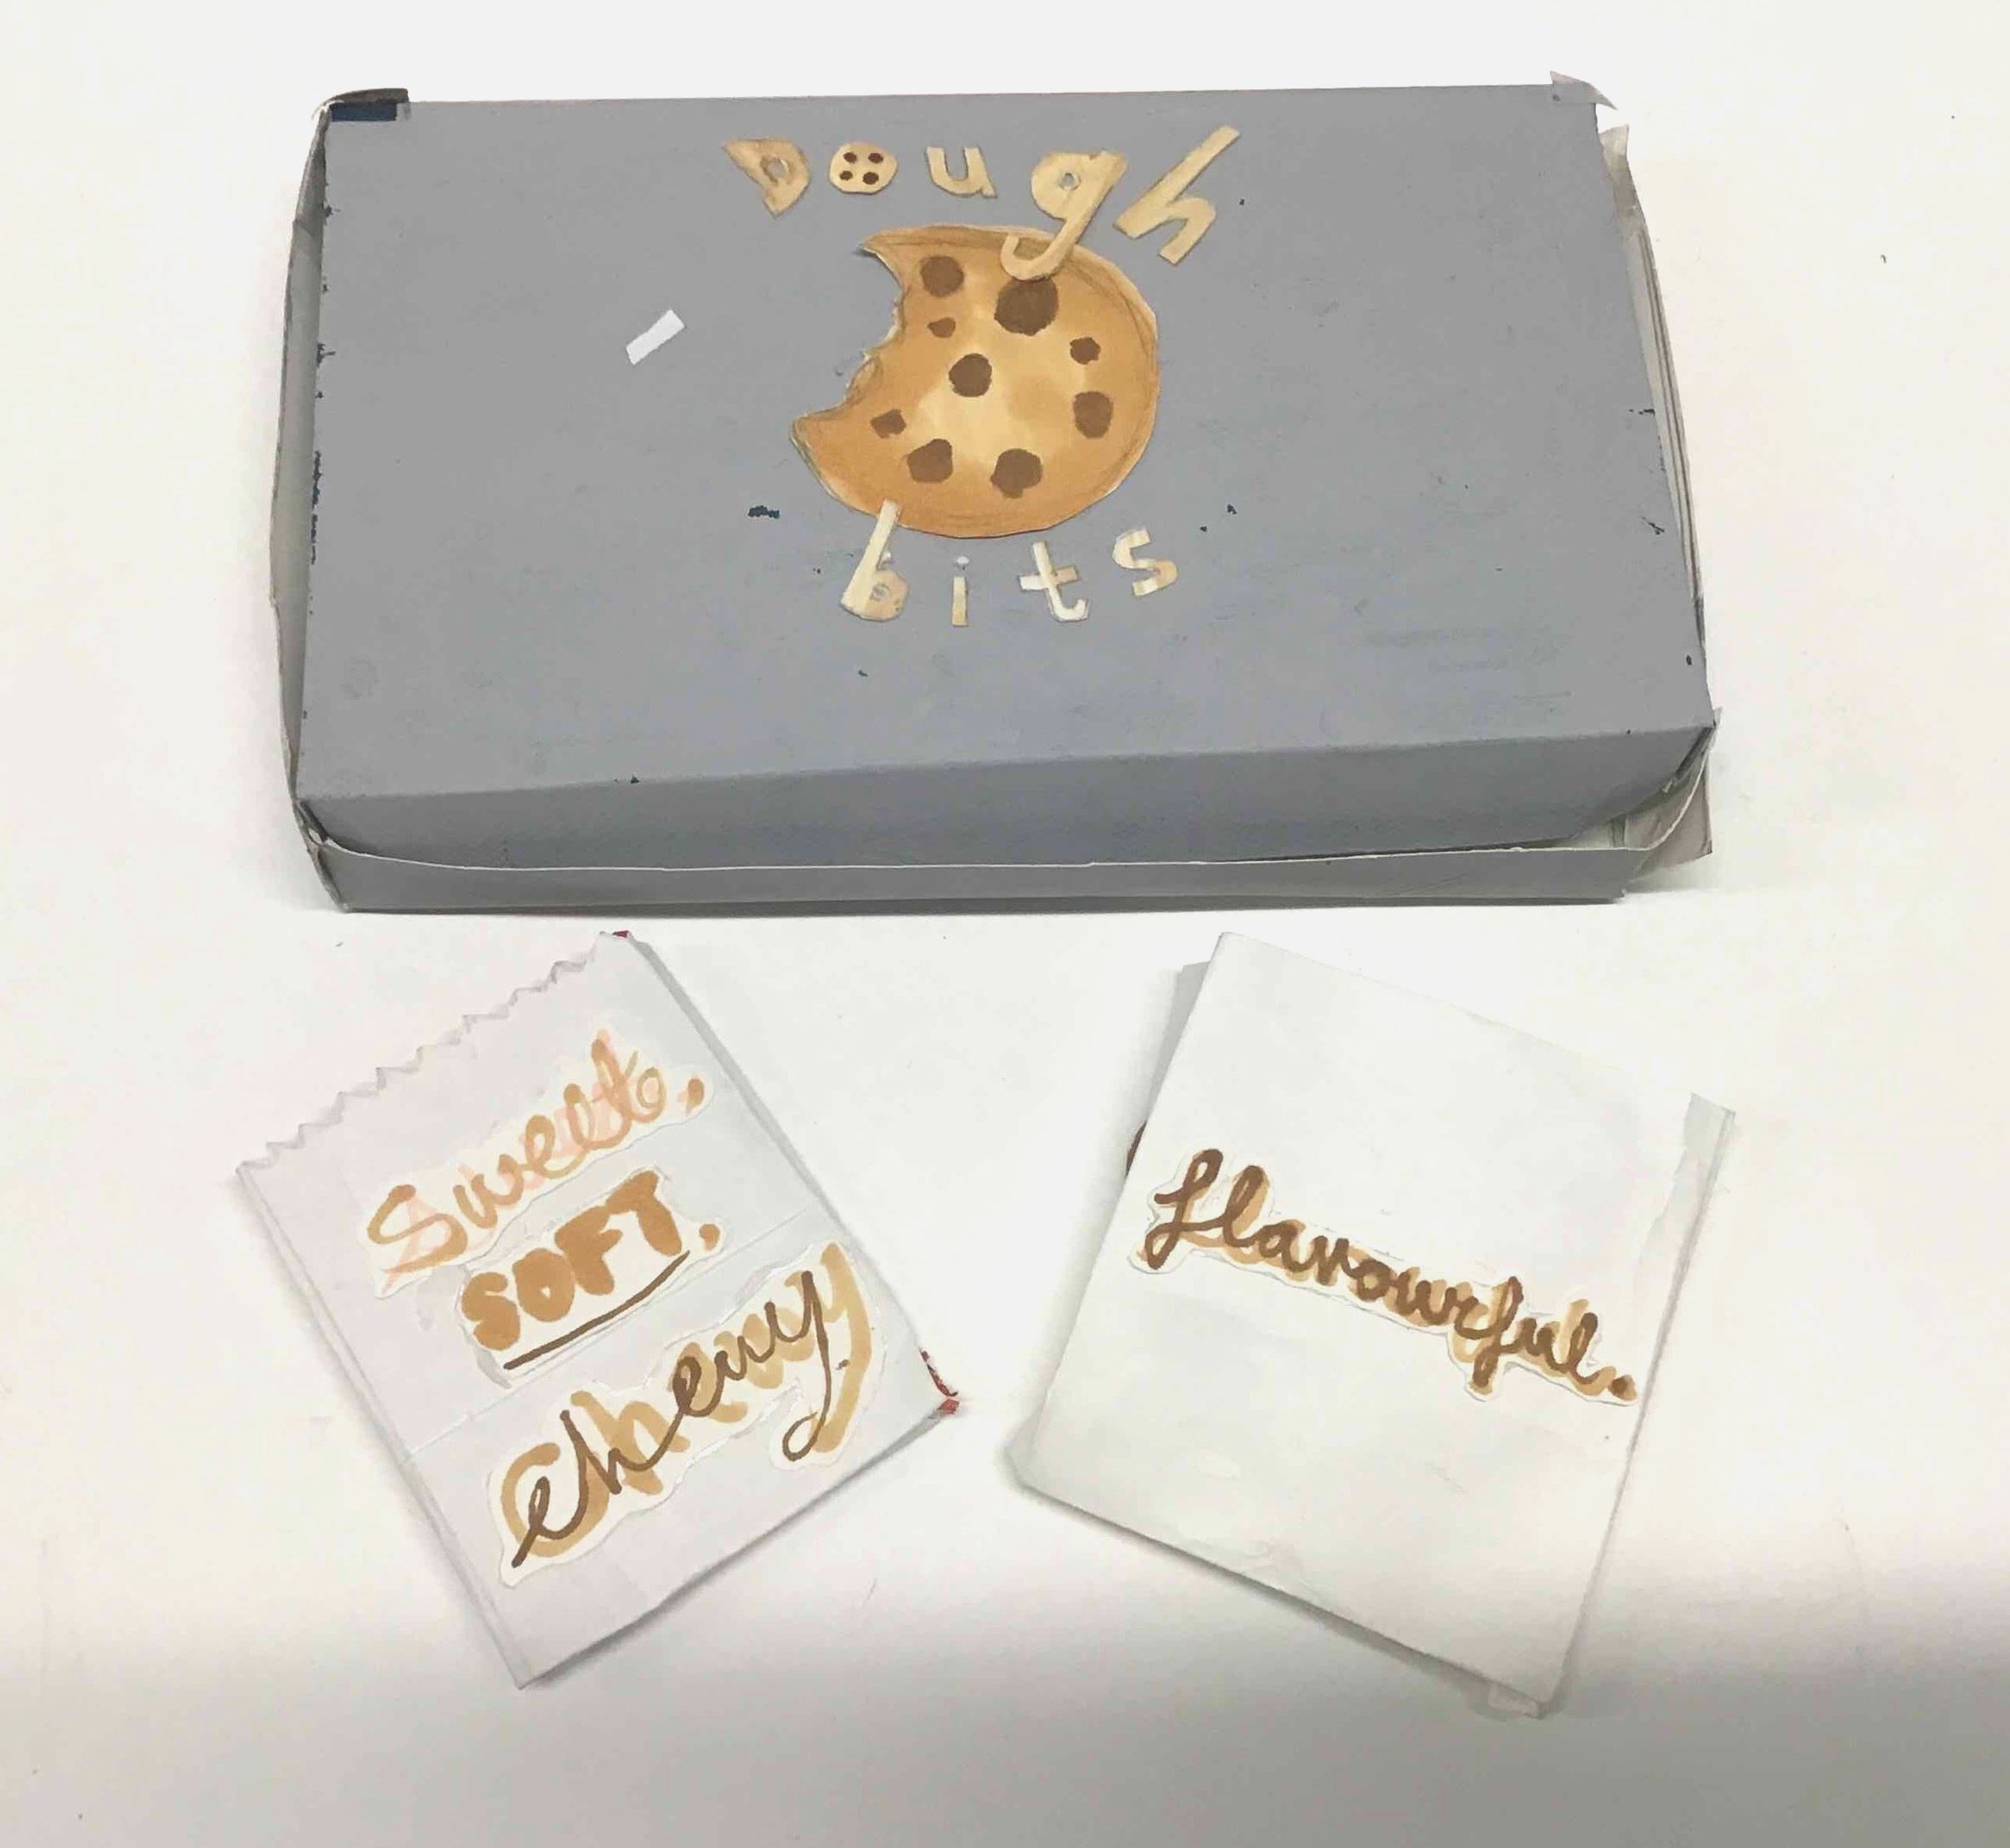 Dough
bits
Sweet.
SOFT.
Chewy
flavourful.